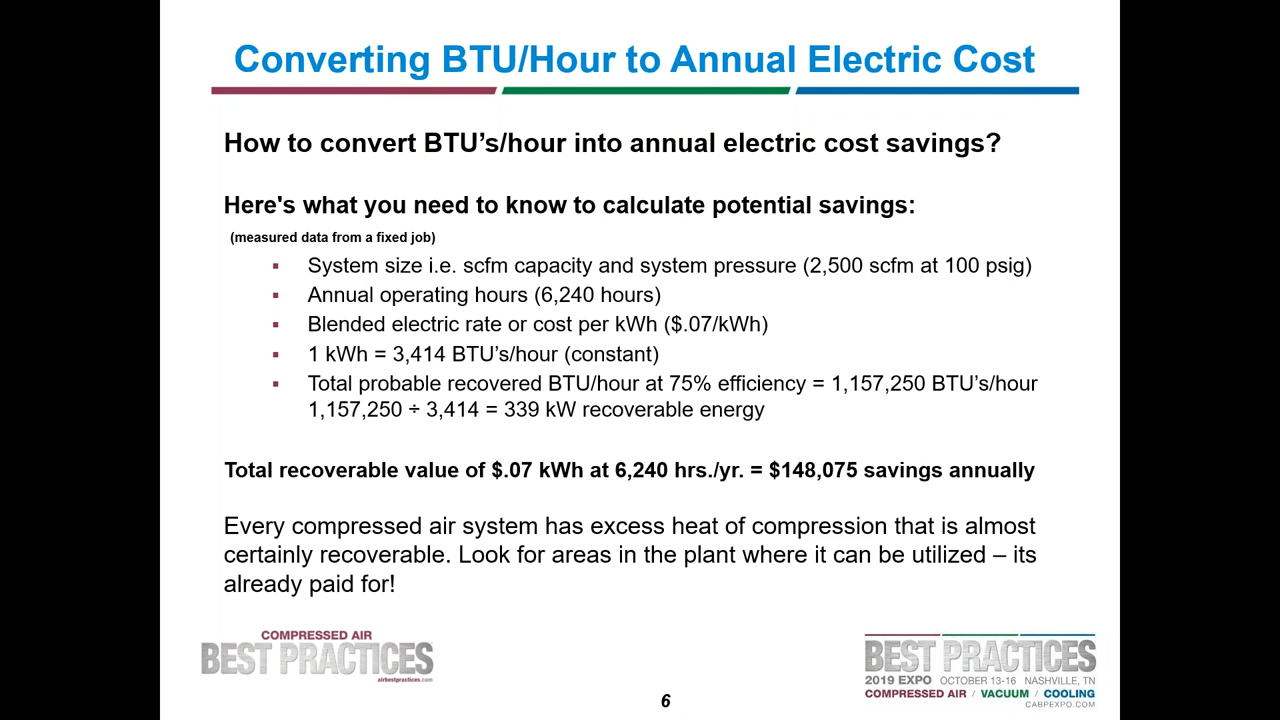 Converting BTU/Hour to Annual Electric Cost
How to convert BTU’s/hour into annual electric cost savings?
Here's what you need to know to calculate potential savings:
(measured data from a fixed job)
▪ System size i.e. scfm capacity and system pressure (2,500 scfm at 100 psig)
▪ Annual operating hours (6,240 hours)
▪ Blended electric rate or cost per kWh ($.07/kWh)
▪ 1 kWh = 3,414 BTU’s/hour (constant)
▪ Total probable recovered BTU/hour at 75% efficiency = 1,157,250 BTU’s/hour
1,157,250 ÷ 3,414 = 339 kW recoverable energy
Total recoverable value of $.07 kWh at 6,240 hrs./yr. = $148,075 savings annually
Every compressed air system has excess heat of compression that is almost
certainly recoverable. Look for areas in the plant where it can be utilized – its
already paid for!
COMPRESSED AIR
BEST PRACTICES
airbestpractices.com
6
BEST PRACTICES
2019 EXPO OCTOBER 13-16 NASHVILLE, TN
COMPRESSED AIR / VACUUM / COOLING
CABPEXPO.COM